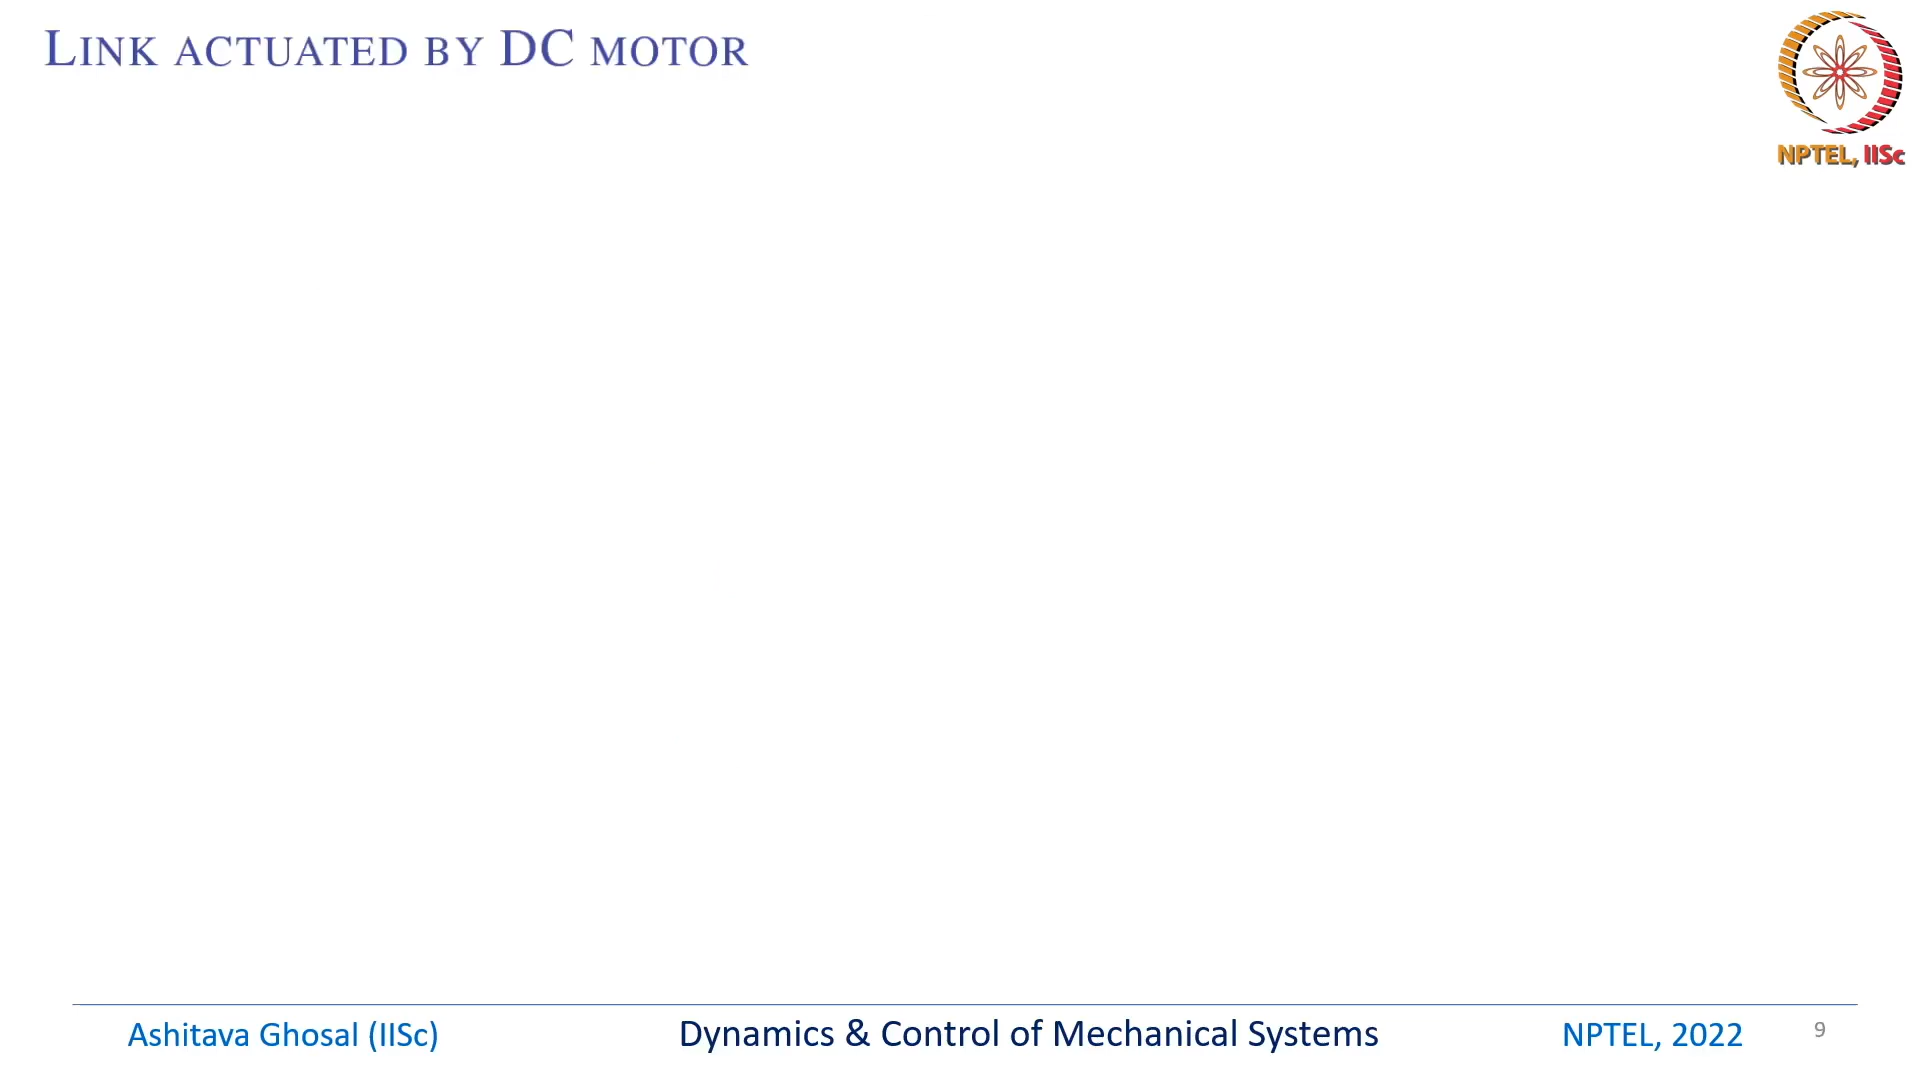 LINK ACTUATED BY DC MOTOR
NPTEL, IISc
Ashitava Ghosal (IISc) Dynamics & Control of Mechanical Systems NPTEL, 2022 9